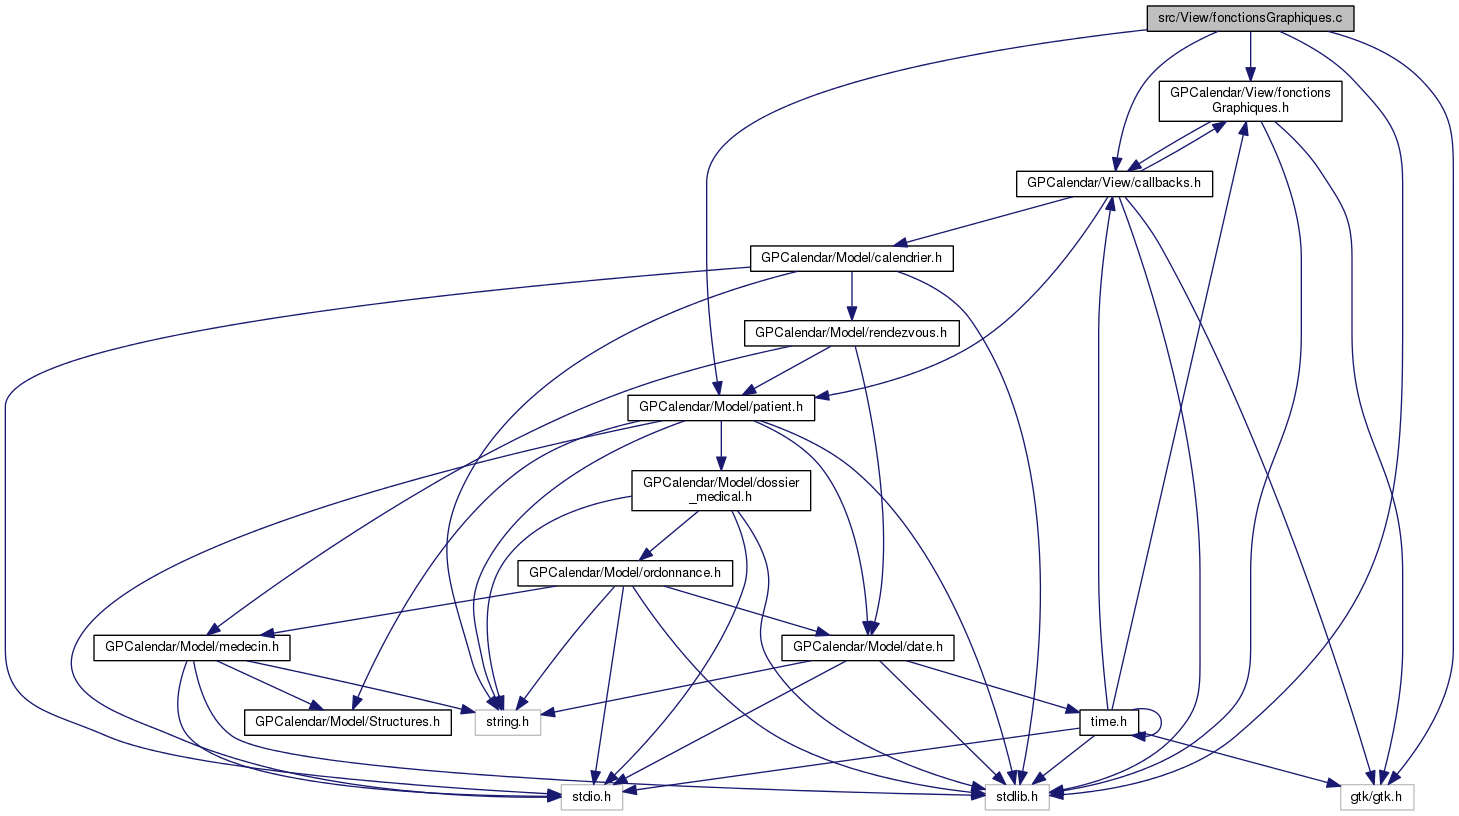 src/View/fonctionsGraphiques.c
GPCalendar/View/fonctions
Graphiques.h
GPCalendar/View/callbacks.h
GPCalendar/Model/calendrier.h
GPCalendar/Model/rendezvous.h
GPCalendar/Model/patient.h
GPCalendar/Model/dossier
_medical.h
GPCalendar/Model/ordonnance.h
GPCalendar/Model/medecin.h
GPCalendar/Model/date.h
GPCalendar/Model/Structures.h
string.h
time.h
stdio.h
stdlib.h
gtk/gtk.h